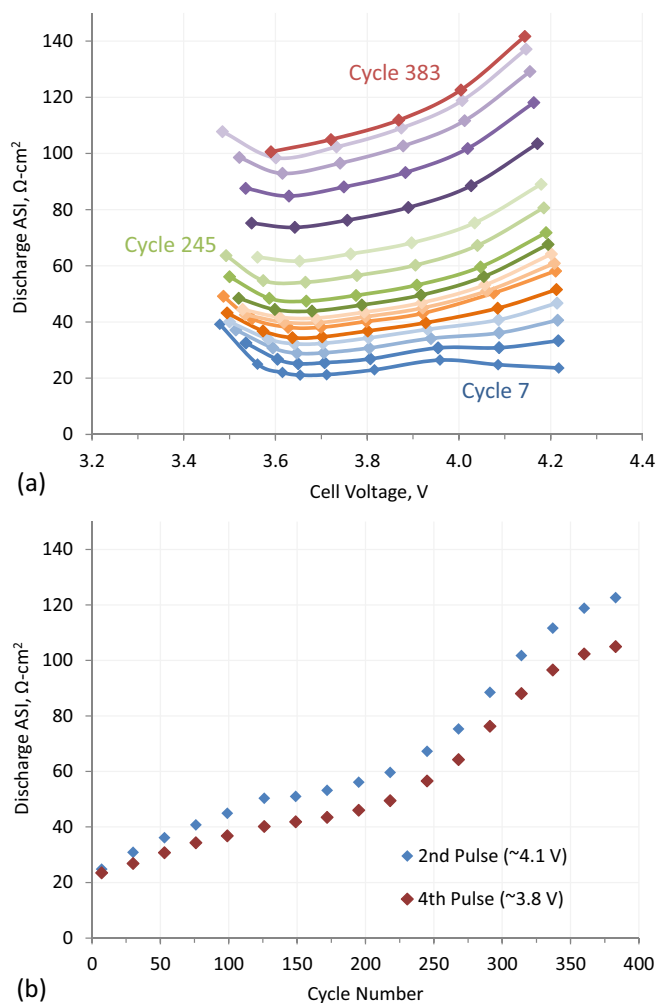 140
120
100
80
60
40
20
0
Discharge ASI, Ω-cm²
Cycle 383
Cycle 245
Cycle 7
3.2 3.4 3.6 3.8 4.0 4.2 4.4
(a)
Cell Voltage, V
140
120
100
80
60
40
20
0
Discharge ASI, Ω-cm²
2nd Pulse (~4.1 V)
4th Pulse (~3.8 V)
0 50 100 150 200 250 300 350 400
(b)
Cycle Number